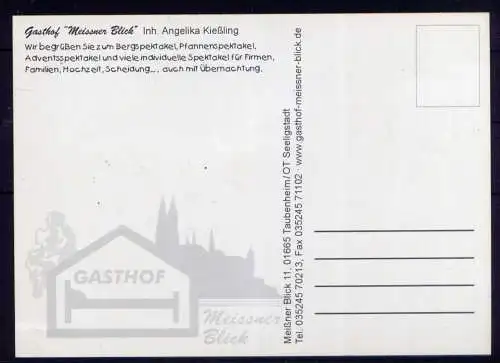 Gasthof "Meissner Blick" Inh. Angelika Kießling
Wir begrüßen Sie zum Bergspektakel, Pfannenspektakel,
Adventsspektakel und viele individuelle Spektakel für Firmen,
Familien, Hochzeit, Scheidung... auch mit Übernachtung.
Meißner Blick 11, 01665 Taubenheim/OT Seeligstadt
Tel. 035245 70213, Fax 035245 71102 · www.gasthof-meissner-blick.de
GASTHOF
Meissner
Blick